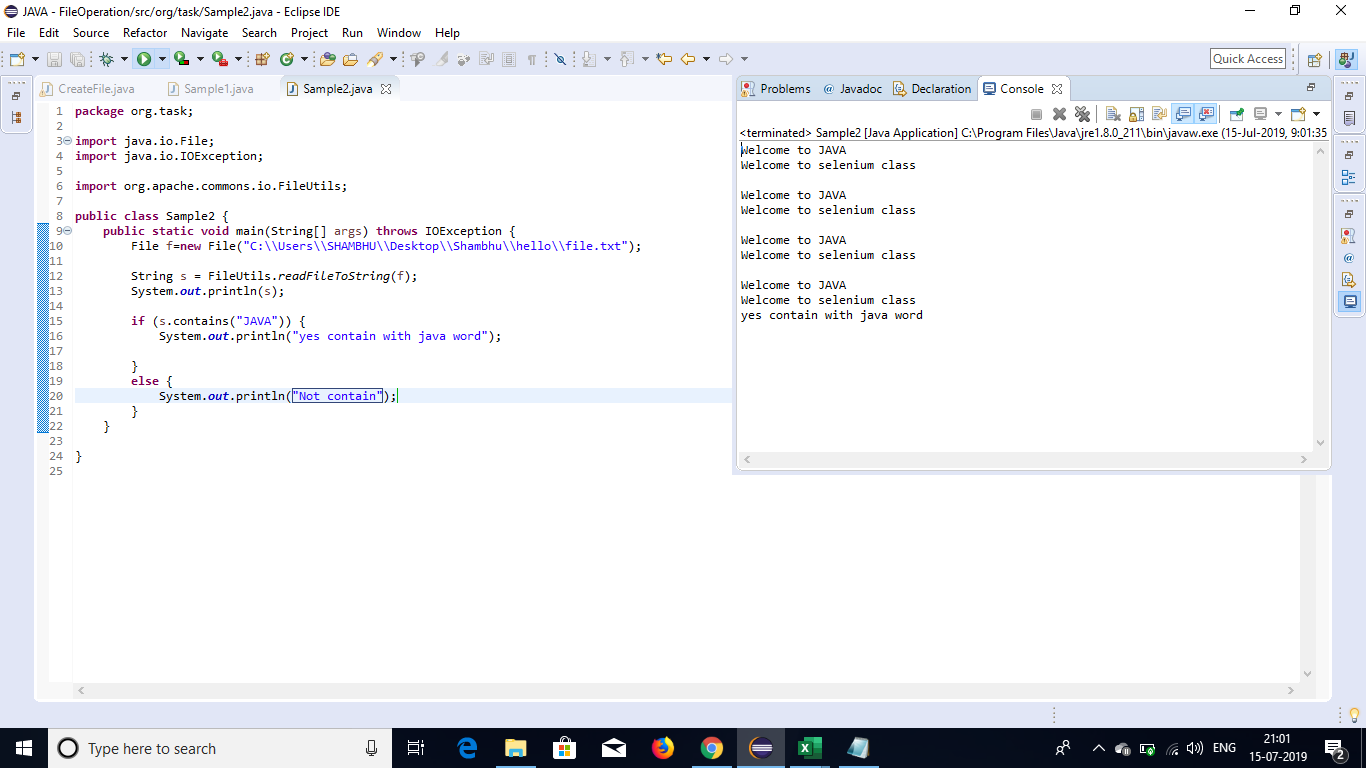 JAVA - FileOperation/src/org/task/Sample2.java - Eclipse IDE
File Edit Source Refactor Navigate Search Project Run Window Help
Quick Access
CreateFile.java Sample1.java Sample2.java
1 package org.task;
2
3 import java.io.File;
4 import java.io.IOException;
5
6 import org.apache.commons.io.FileUtils;
7
8 public class Sample2 {
9 public static void main(String[] args) throws IOException {
10 File f=new File("C:\\Users\\SHAMBHU\\Desktop\\Shambhu\\hello\\file.txt");
11
12 String s = FileUtils.readFileToString(f);
13 System.out.println(s);
14
15 if (s.contains("JAVA")) {
16 System.out.println("yes contain with java word");
17
18 }
19 else {
20 System.out.println("Not contain");
21 }
22 }
23
24 }
25
Problems @ Javadoc Declaration Console
<terminated> Sample2 [Java Application] C:\Program Files\Java\jre1.8.0_211\bin\javaw.exe (15-Jul-2019, 9:01:35
Welcome to JAVA
Welcome to selenium class
Welcome to JAVA
Welcome to selenium class
Welcome to JAVA
Welcome to selenium class
Welcome to JAVA
Welcome to selenium class
yes contain with java word
Type here to search
ENG
21:01
15-07-2019
2